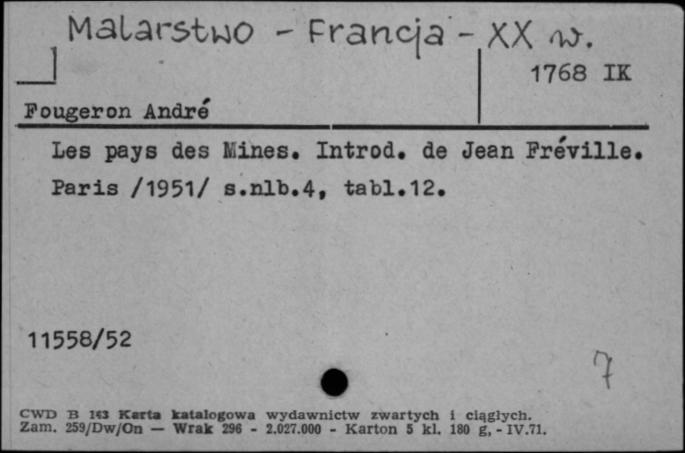 Malarstwo - Francja - XX w.
1768 IK
Fougeron André
Les pays des Mines. Introd. de Jean Fréville.
Paris /1951/ s.nlb.4, tabl.12.
11558/52
7
CWD B 163 Karta katalogowa wydawnictw zwartych i ciągłych.
Zam. 259/Dw/On — Wrak 296 - 2.027.000 - Karton 5 kl. 180 g. - IV.71.